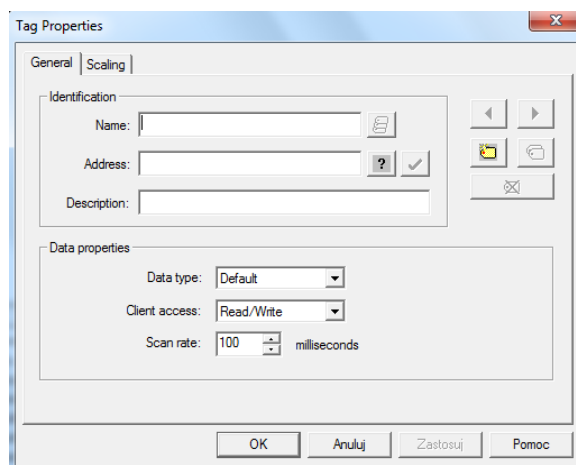 Tag Properties
General Scaling
Identification
Name:
Address: ?
Description:
Data properties
Data type: Default
Client access: Read/Write
Scan rate: 100 milliseconds
OK Anuluj Zastosuj Pomoc